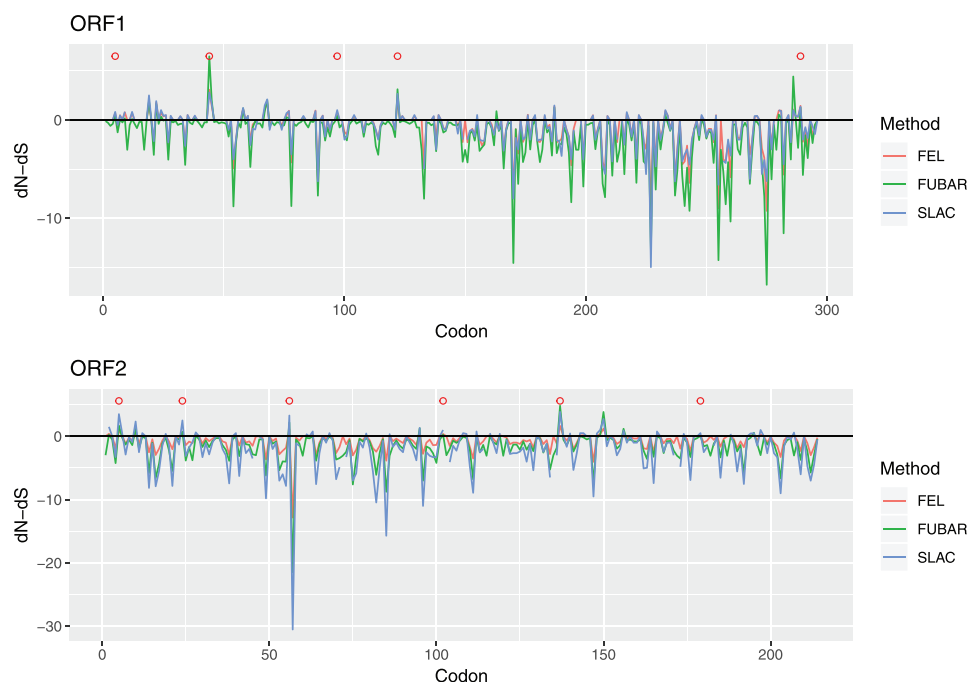 ORF1
0
−10
dN−dS
0
100
200
300
Codon
Method
FEL
FUBAR
SLAC
ORF2
0
−10
−20
−30
dN−dS
0
50
100
150
200
Codon
Method
FEL
FUBAR
SLAC